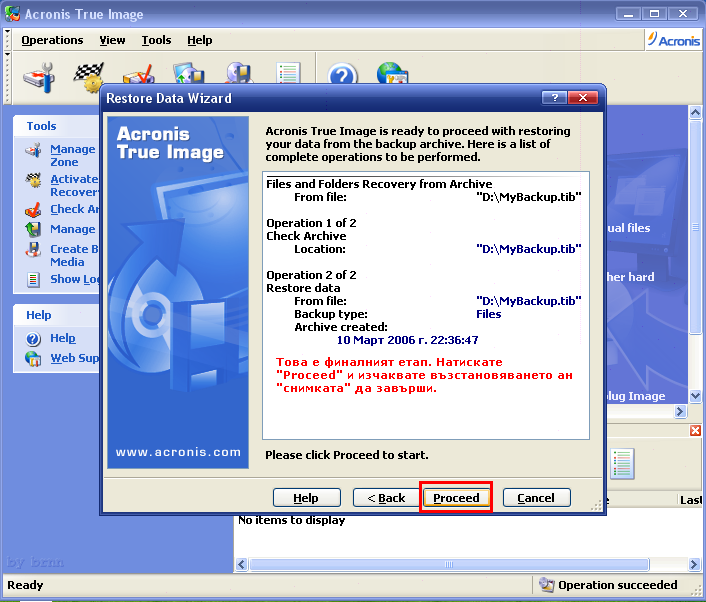 Acronis True Image
Operations View Tools Help
Acronis
Restore Data Wizard
Tools
Manage
Zone
Activate
Recovery
Check Ar
Manage
Create B
Media
Show Log
Help
Help
Web Sup
Acronis
True Image
www.acronis.com
Acronis True Image is ready to proceed with restoring
your data from the backup archive. Here is a list of
complete operations to be performed.
Files and Folders Recovery from Archive
From file: "D:\MyBackup.tib"
Operation 1 of 2
Check Archive
Location: "D:\MyBackup.tib"
Operation 2 of 2
Restore data
From file: "D:\MyBackup.tib"
Backup type: Files
Archive created:
10 Март 2006 г. 22:36:47
Това е финалният етап. Натискате
"Proceed" и изчаквате възстановяването ан
"снимката" да завърши.
Please click Proceed to start.
Help < Back Proceed Cancel
ual files
her hard
plug Image
e Last
No items to display
by brnn
Ready Operation succeeded